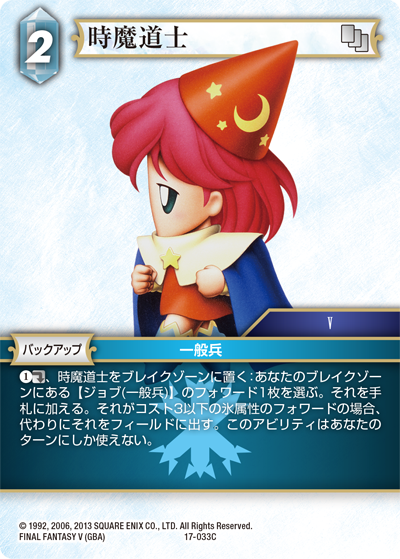 2
時魔道士
V
バックアップ
一般兵
1、時魔道士をブレイクゾーンに置く：あなたのブレイクゾー
ンにある【ジョブ(一般兵)】のフォワード1枚を選ぶ。それを手
札に加える。それがコスト3以下の氷属性のフォワードの場合、
代わりにそれをフィールドに出す。このアビリティはあなたの
ターンにしか使えない。
© 1992, 2006, 2013 SQUARE ENIX CO., LTD. All Rights Reserved.
FINAL FANTASY V (GBA)
17-033C